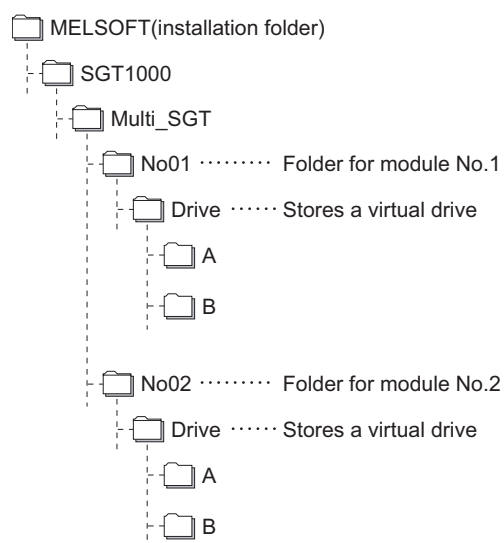 MELSOFT(installation folder)
SGT1000
Multi_SGT
No01 ········· Folder for module No.1
Drive ······ Stores a virtual drive
A
B
No02 ········· Folder for module No.2
Drive ······ Stores a virtual drive
A
B